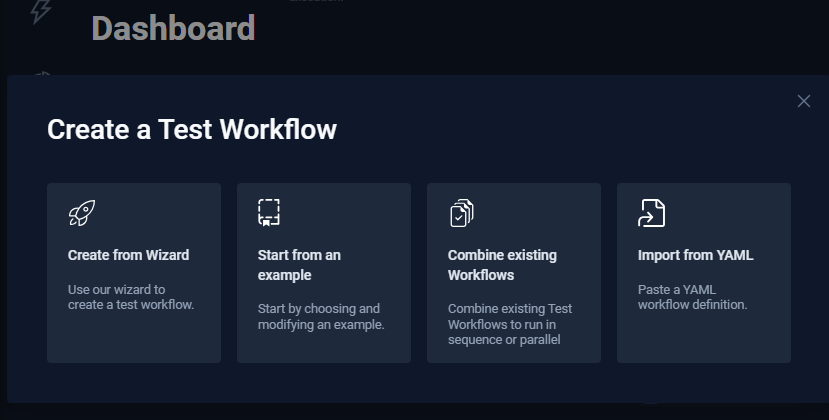 Dashboard
Create a Test Workflow
Create from Wizard
Use our wizard to
create a test workflow.
Start from an
example
Start by choosing and
modifying an example.
Combine existing
Workflows
Combine existing Test
Workflows to run in
sequence or parallel
Import from YAML
Paste a YAML
workflow definition.